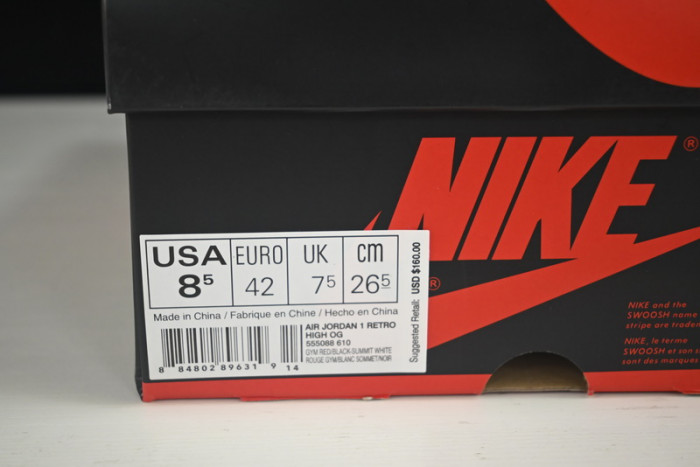 NIKE ®
®
USA EURO UK cm
8⁵ 42 7⁵ 26⁵
Made in China / Fabriqué en Chine / Hecho en China
AIR JORDAN 1 RETRO
HIGH OG
555088 610
GYM RED/BLACK-SUMMIT WHITE
ROUGE GYM/BLANC SOMMET/NOIR
8 84802 89631 9 14
Suggested Retail: USD $160.00
NIKE and the
SWOOSH name
stripe are
NIKE, le terme
SWOOSH et son
sont des marques